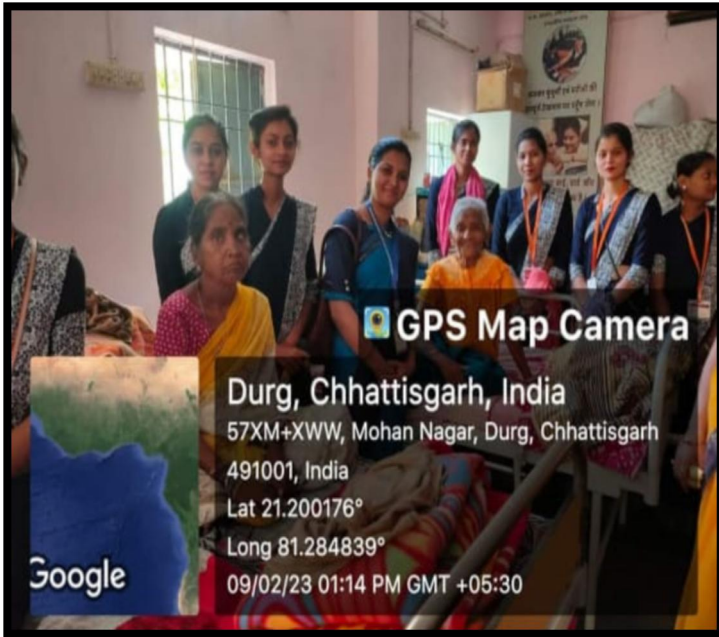 GPS Map Camera
Durg, Chhattisgarh, India
57XM+XWW, Mohan Nagar, Durg, Chhattisgarh
491001, India
Lat 21.200176°
Long 81.284839°
09/02/23 01:14 PM GMT +05:30
Google